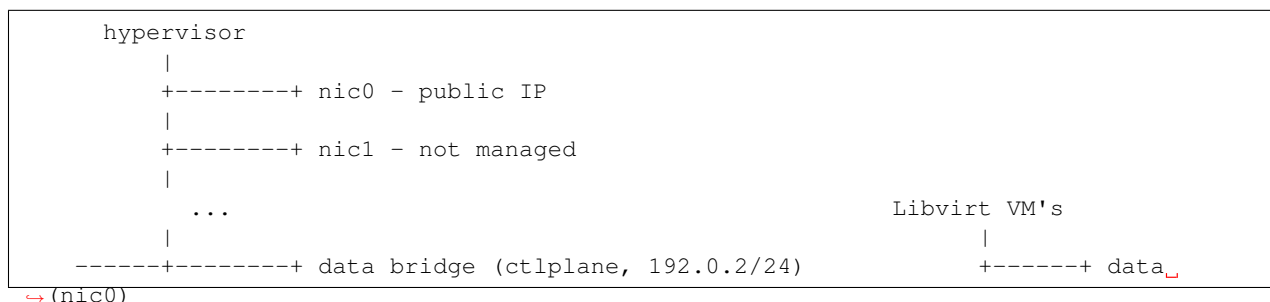 hypervisor
|
+--------+ nic0 - public IP
|
+--------+ nic1 - not managed
|
... Libvirt VM's
| |
------+--------+ data bridge (ctlplane, 192.0.2/24) +------+ data␣
↪(nic0)